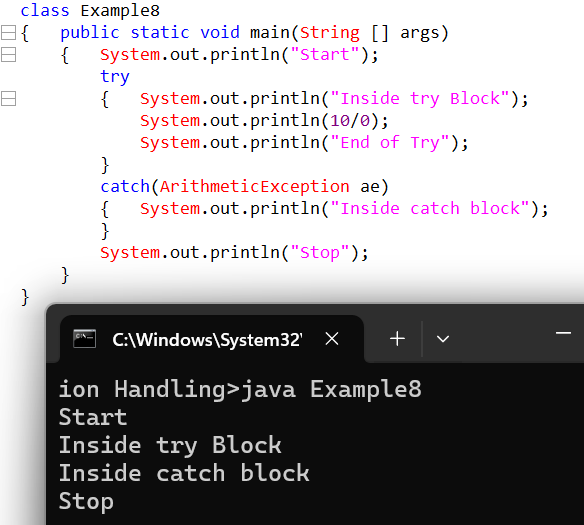 class Example8
{   public static void main(String [] args)
    {   System.out.println("Start");
        try
        {   System.out.println("Inside try Block");
            System.out.println(10/0);
            System.out.println("End of Try");
        }
        catch(ArithmeticException ae)
        {   System.out.println("Inside catch block");
        }
        System.out.println("Stop");
    }
}
C:\Windows\System32\
ion Handling>java Example8
Start
Inside try Block
Inside catch block
Stop